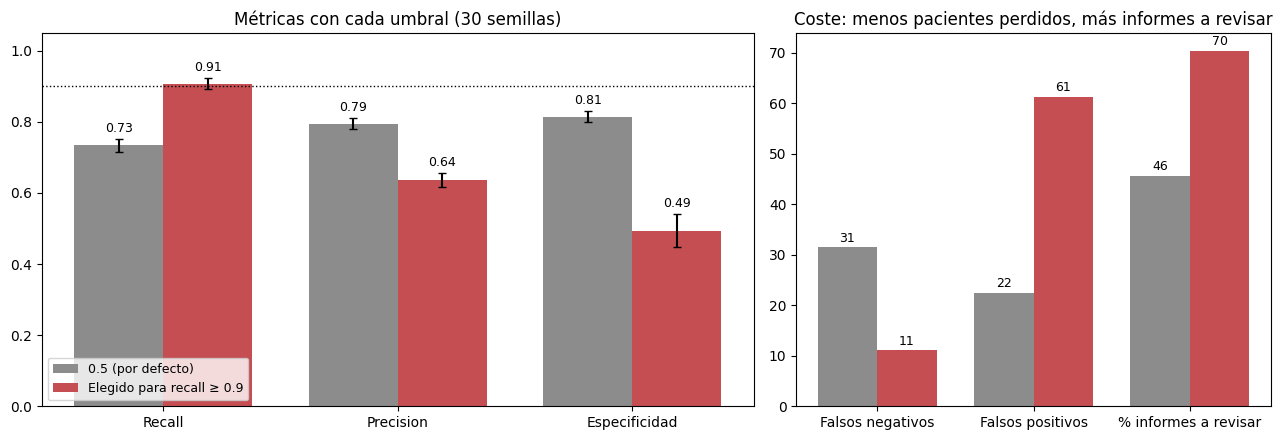 Métricas con cada umbral (30 semillas)
1.0
0.8
0.6
0.4
0.2
0.0
0.73
0.91
0.79
0.64
0.81
0.49
0.5 (por defecto)
Elegido para recall ≥ 0.9
Recall
Precision
Especificidad
Coste: menos pacientes perdidos, más informes a revisar
70
60
50
40
30
20
10
0
31
11
22
61
46
70
Falsos negativos
Falsos positivos
% informes a revisar